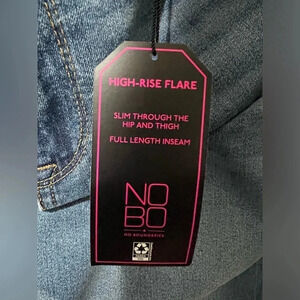 HIGH-RISE FLARE
SLIM THROUGH THE
HIP AND THIGH
FULL LENGTH INSEAM
NO
BO
NO BOUNDARIES